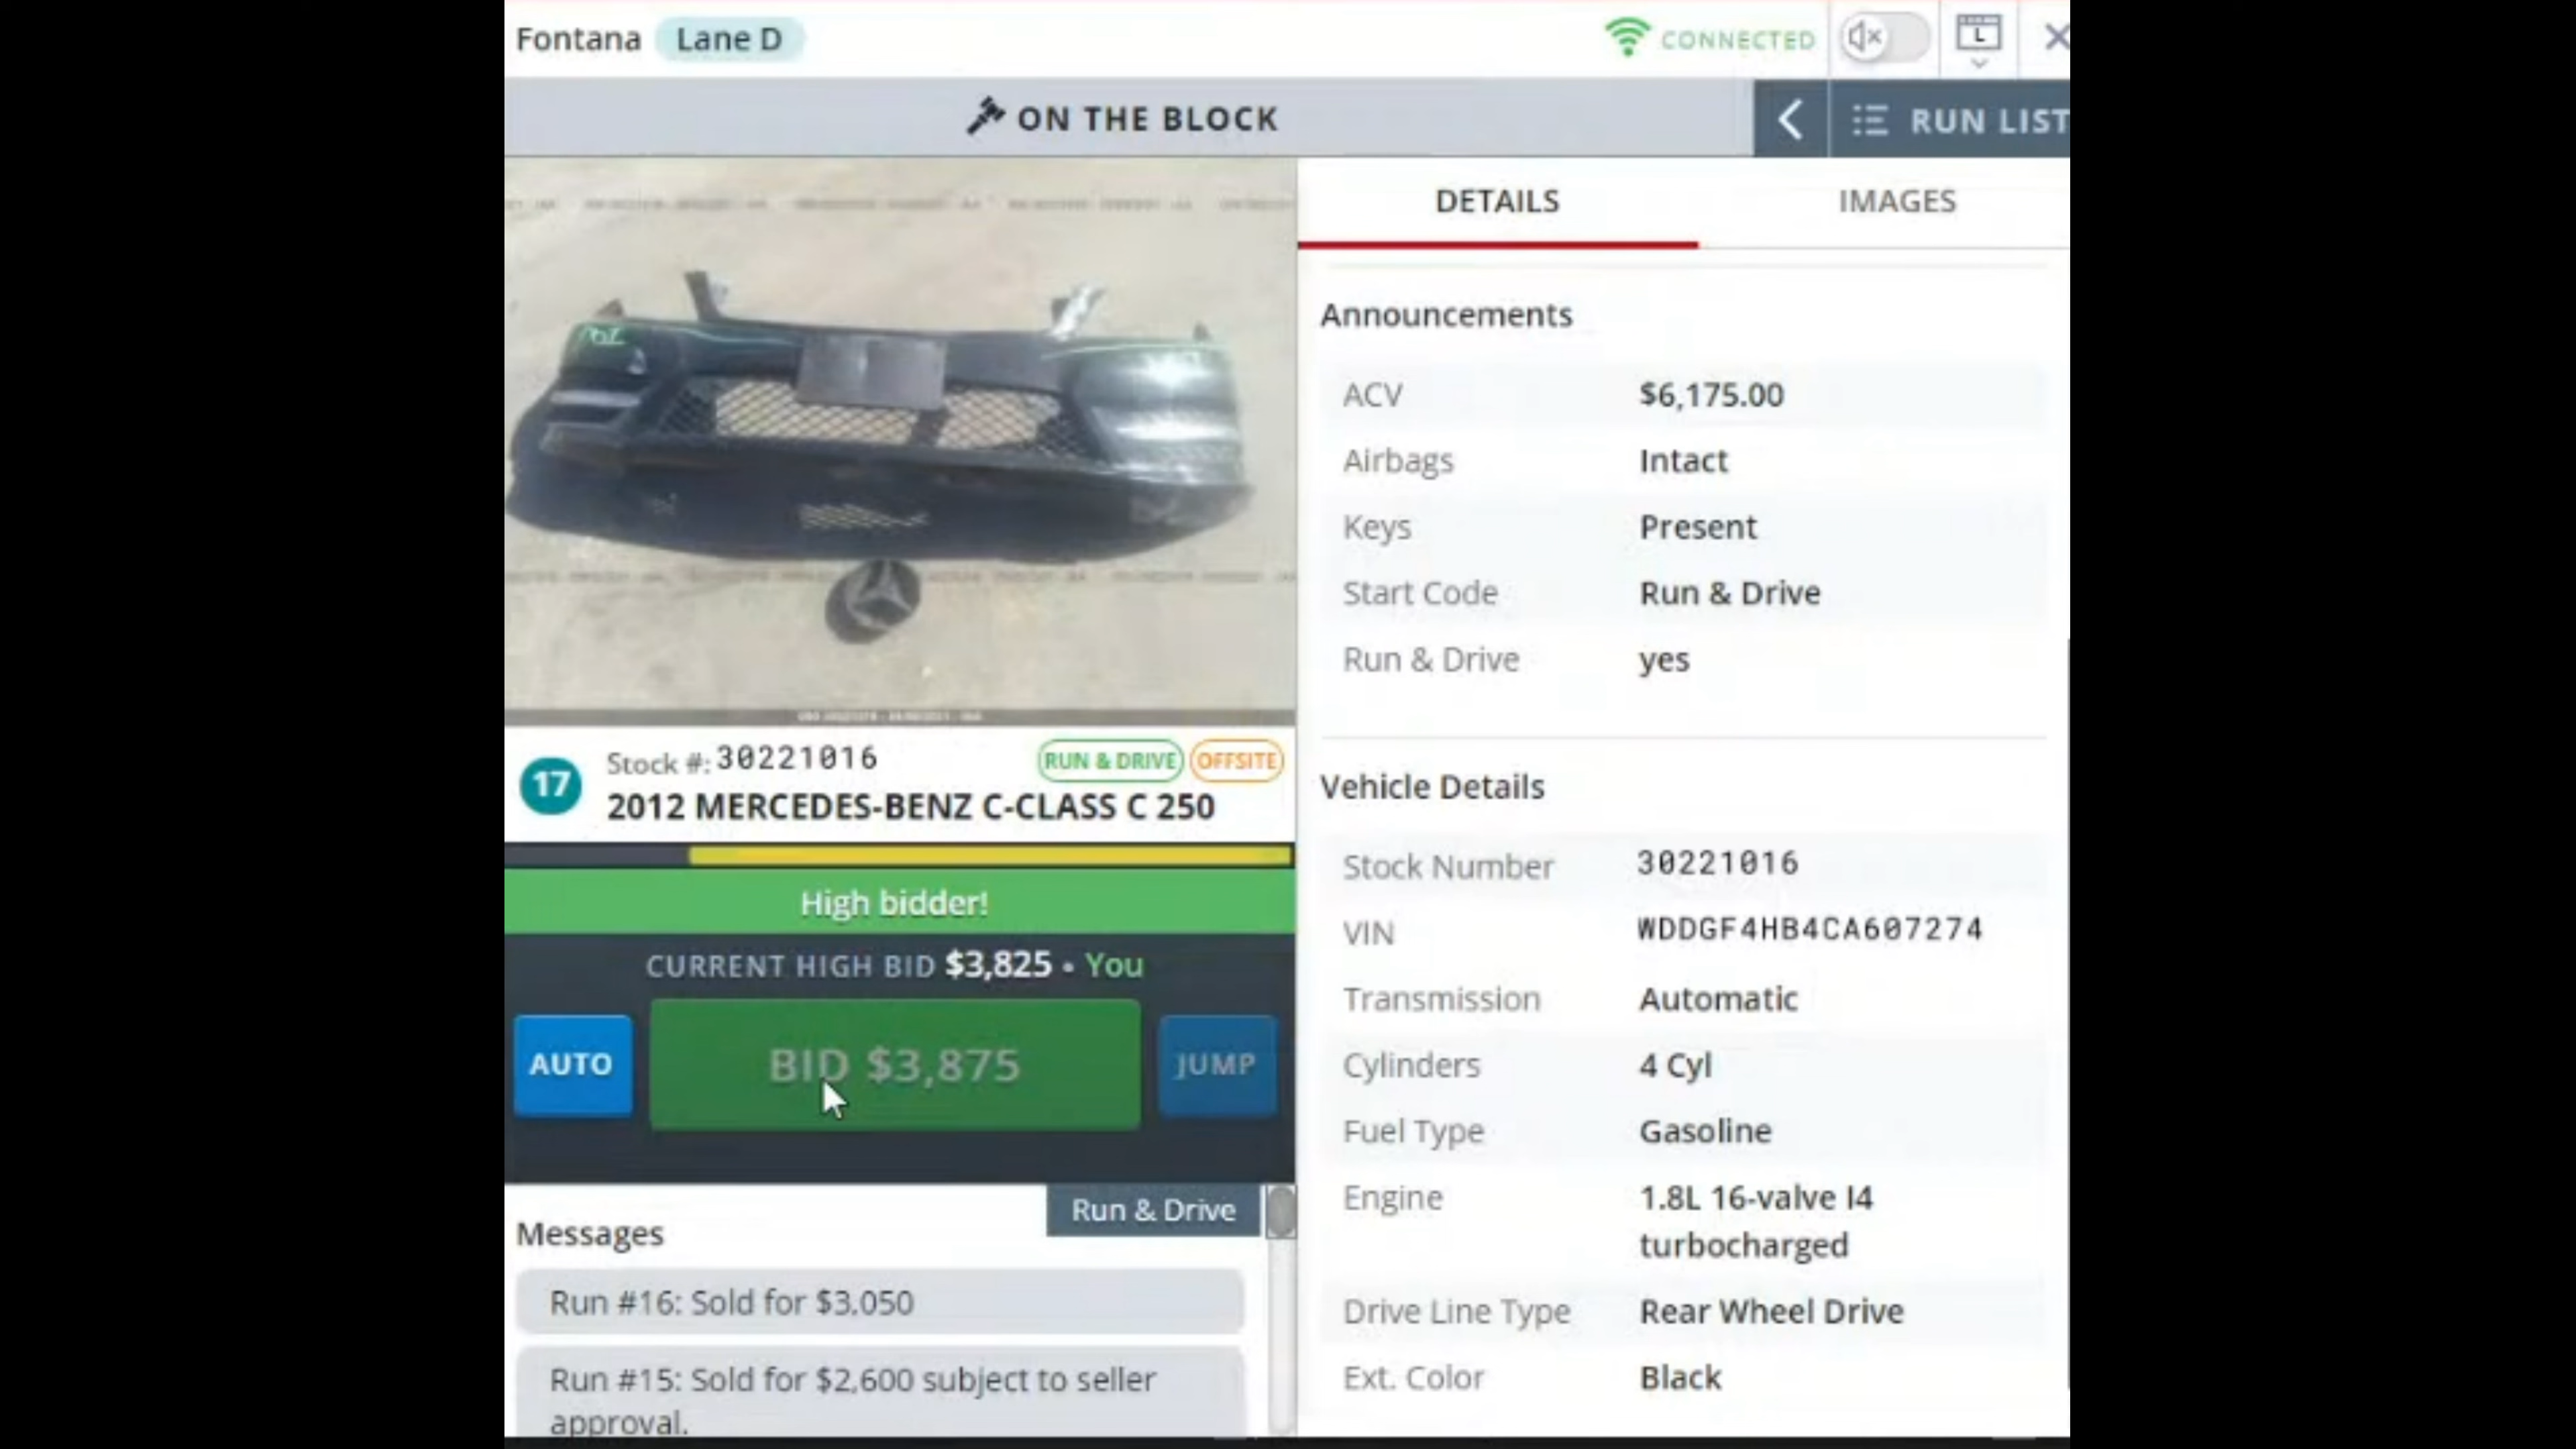 Fontana Lane D
CONNECTED
L
ON THE BLOCK
RUN LIST
DETAILS
IMAGES
Announcements
ACV $6,175.00
Airbags Intact
Keys Present
Start Code Run & Drive
Run & Drive yes
17
Stock #: 30221016
RUN & DRIVE
OFFSITE
2012 MERCEDES-BENZ C-CLASS C 250
High bidder!
CURRENT HIGH BID $3,825 • You
AUTO
BID $3,875
JUMP
Run & Drive
Messages
Run #16: Sold for $3,050
Run #15: Sold for $2,600 subject to seller
approval.
Vehicle Details
Stock Number 30221016
VIN WDDGF4HB4CA607274
Transmission Automatic
Cylinders 4 Cyl
Fuel Type Gasoline
Engine 1.8L 16-valve I4
turbocharged
Drive Line Type Rear Wheel Drive
Ext. Color Black